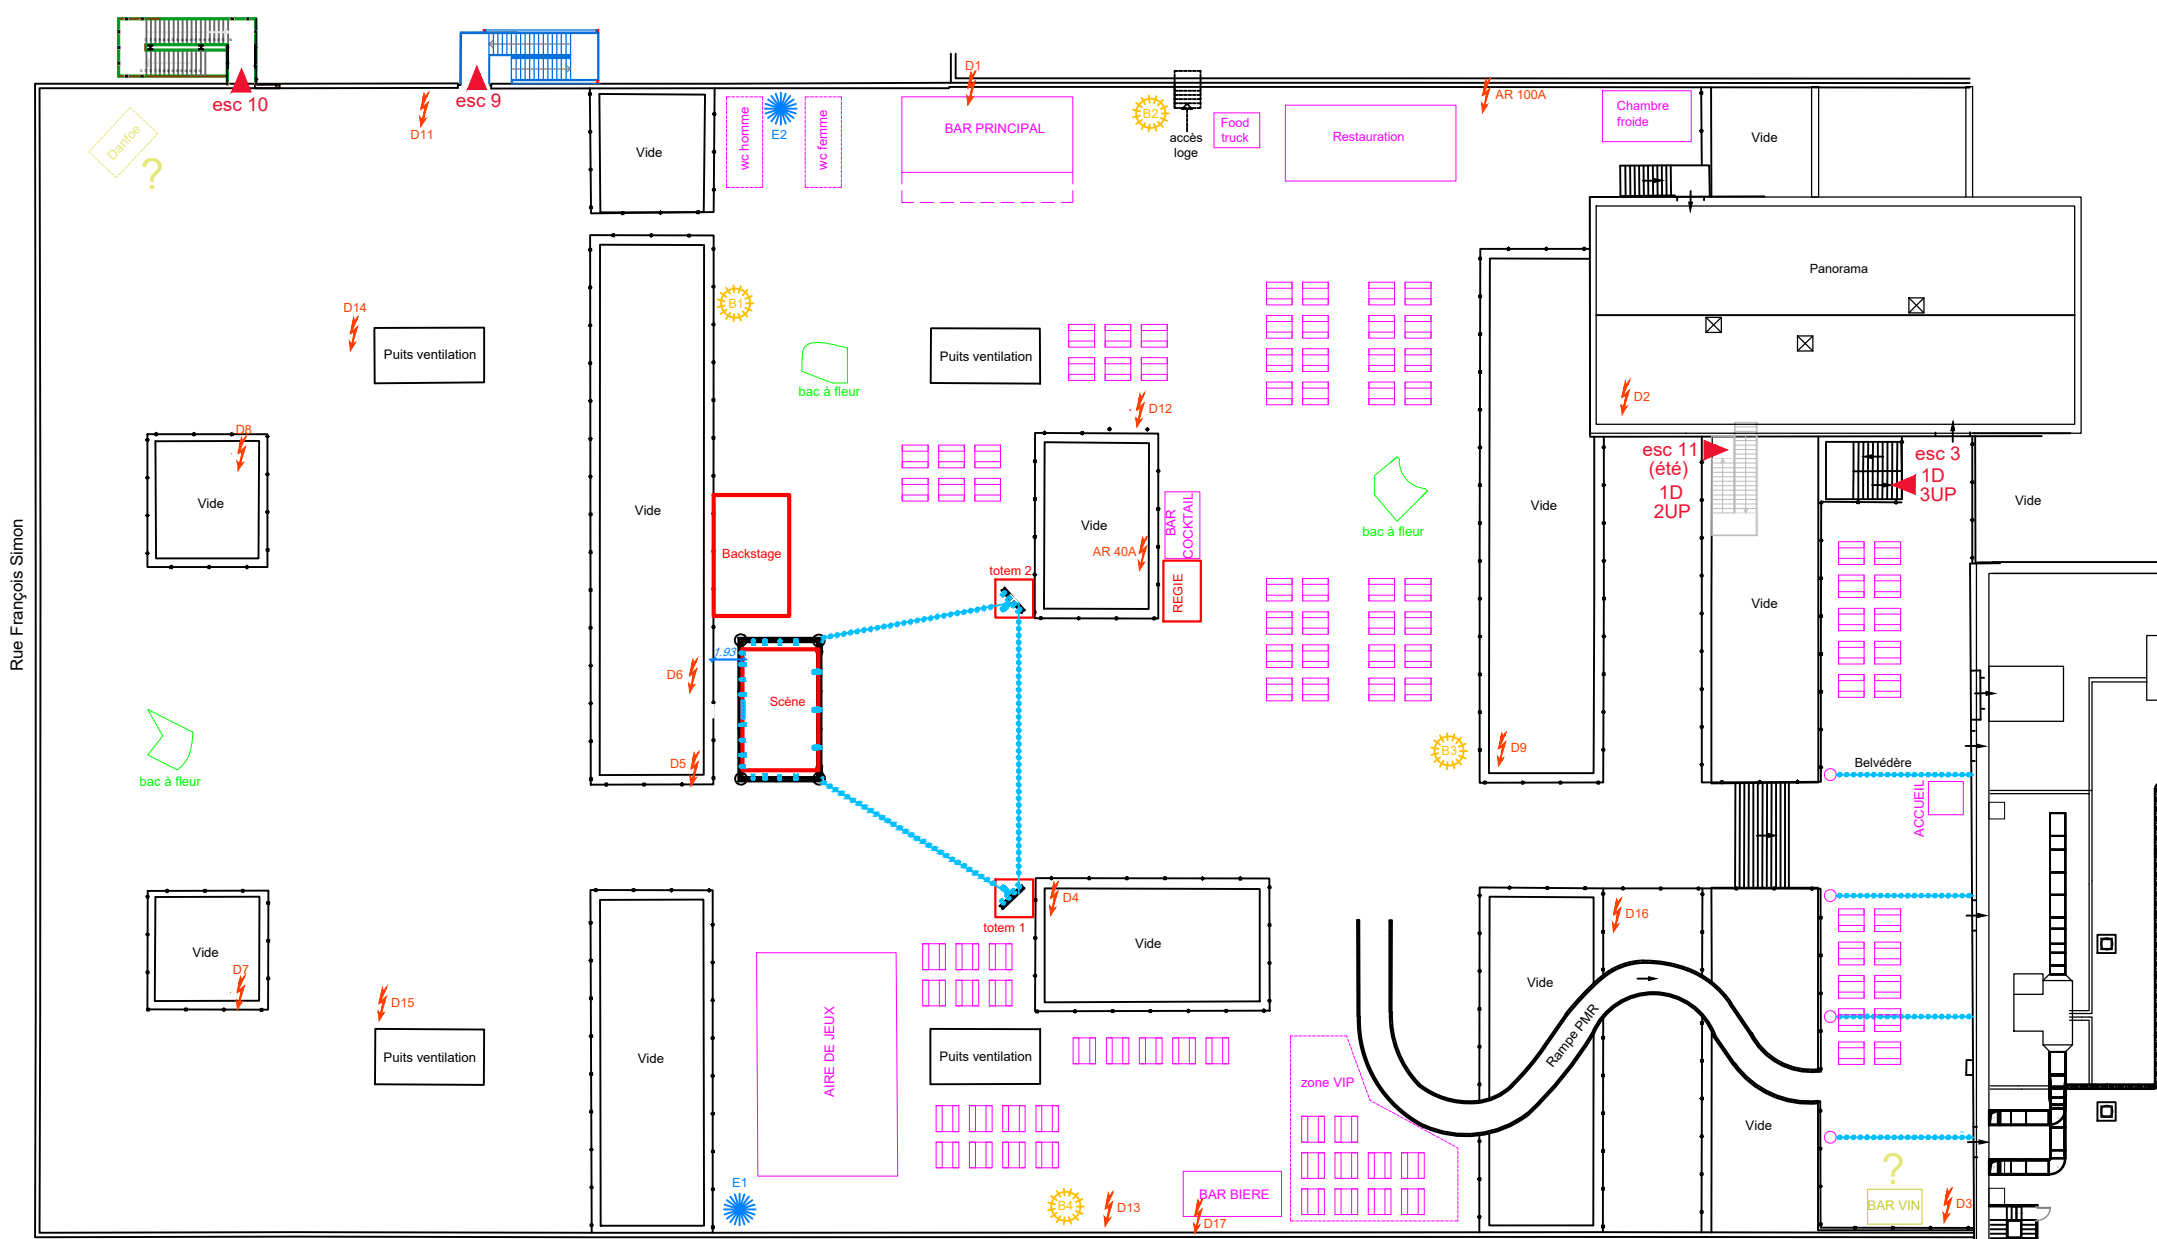 esc 10
esc 9
D11
Danfoe
?
Vide
wc homme
E2
wc femme
D1
BAR PRINCIPAL
B2
accès
loge
Food
truck
Restauration
AR 100A
Chambre
froide
Vide
Panorama
D14
Puits ventilation
B1
bac à fleur
Puits ventilation
D12
D2
D8
Vide
Vide
Backstage
Vide
AR 40A
BAR
COCKTAIL
REGIE
bac à fleur
Vide
esc 11
(été)
1D
2UP
esc 3
1D
3UP
Vide
Vide
Rue François Simon
totem 2
1.93
D6
Scène
D5
bac à fleur
B3
D9
Belvédère
ACCUEIL
totem 1
D4
Vide
D16
Vide
D7
D15
Puits ventilation
Vide
AIRE DE JEUX
Puits ventilation
zone VIP
Vide
Rampe PMR
Vide
E1
B4
D13
BAR BIERE
D17
?
BAR VIN
D3